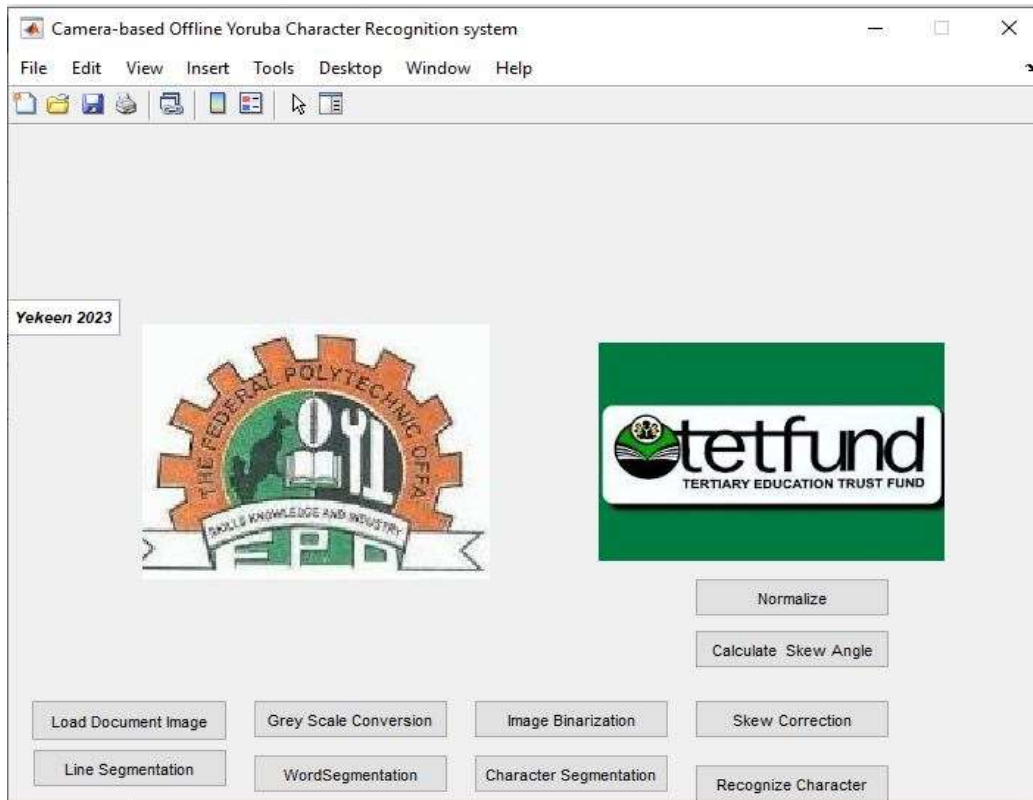 Camera-based Offline Yoruba Character Recognition system
File Edit View Insert Tools Desktop Window Help
Yekeen 2023
THE FEDERAL POLYTECHNIC OFFA
SKILLS KNOWLEDGE AND INDUSTRY
FPO
tetfund
TERTIARY EDUCATION TRUST FUND
Normalize
Calculate Skew Angle
Load Document Image
Grey Scale Conversion
Image Binarization
Skew Correction
Line Segmentation
WordSegmentation
Character Segmentation
Recognize Character